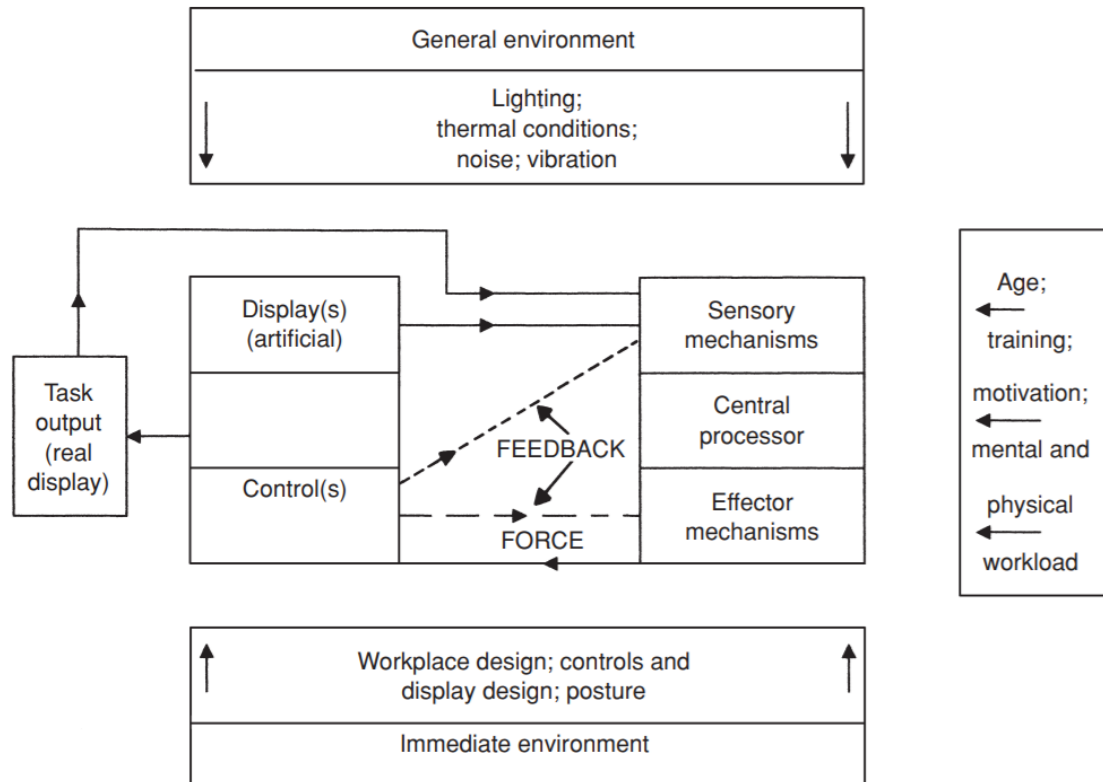 General environment
Lighting;
thermal conditions;
noise; vibration
Display(s)
(artificial)
Sensory
mechanisms
Age;
training;
Task
output
(real
display)
Central
processor
motivation;
mental and
FEEDBACK
Control(s)
Effector
mechanisms
FORCE
physical
workload
Workplace design; controls and
display design; posture
Immediate environment